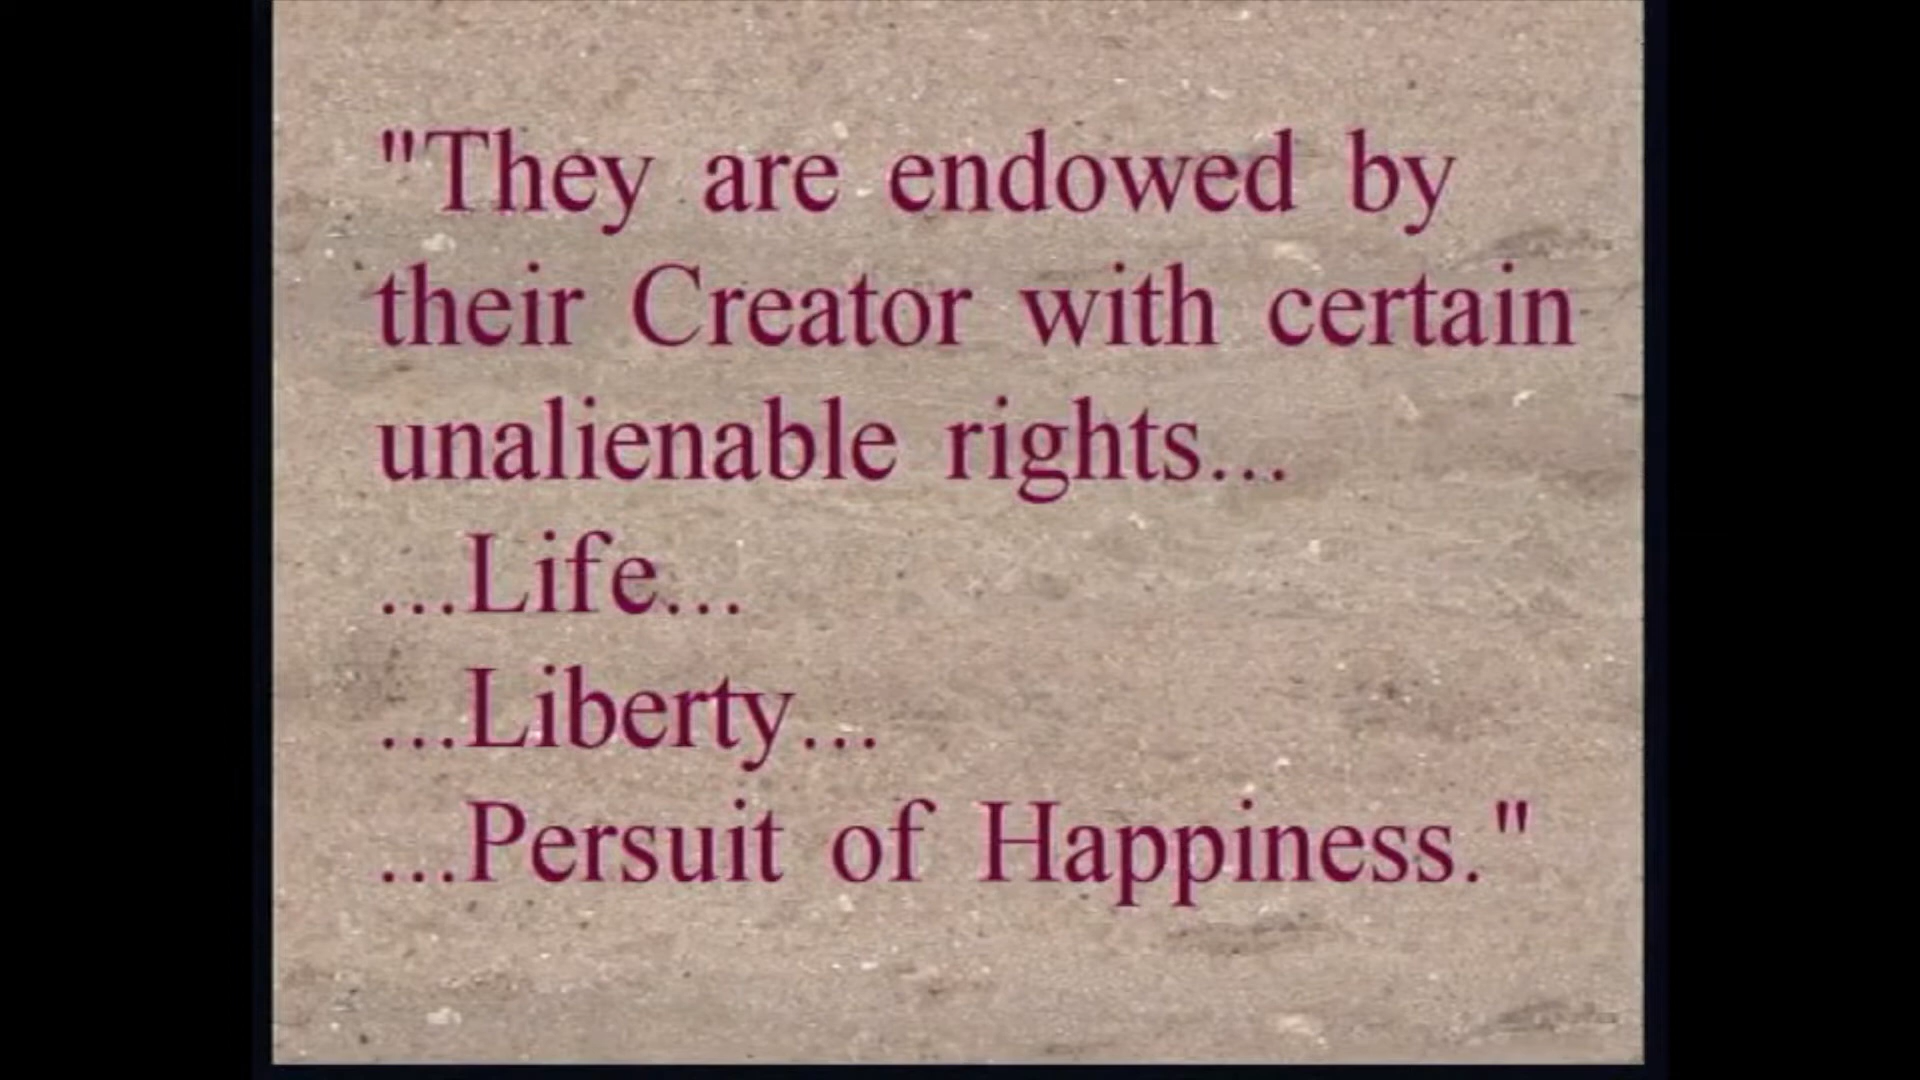 "They are endowed by
their Creator with certain
unalienable rights...
...Life...
...Liberty...
...Persuit of Happiness."